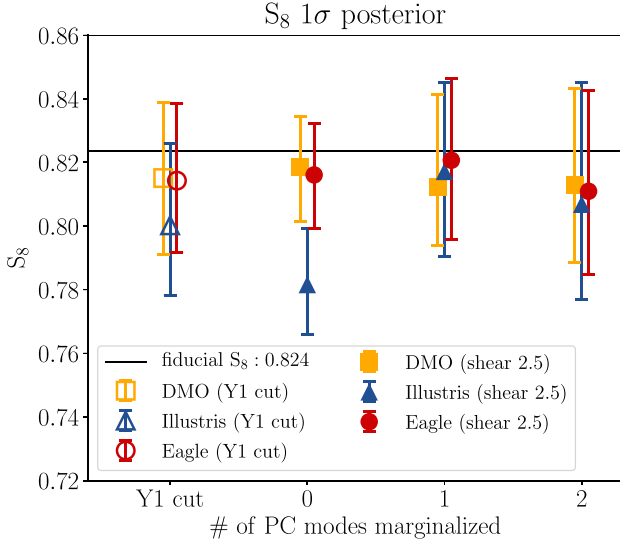 S₈ 1σ posterior
0.86
0.84
0.82
0.80
0.78
0.76
0.74
0.72
S₈
fiducial S₈ : 0.824
DMO (Y1 cut)
Illustris (Y1 cut)
Eagle (Y1 cut)
DMO (shear 2.5)
Illustris (shear 2.5)
Eagle (shear 2.5)
Y1 cut 0 1 2
# of PC modes marginalized